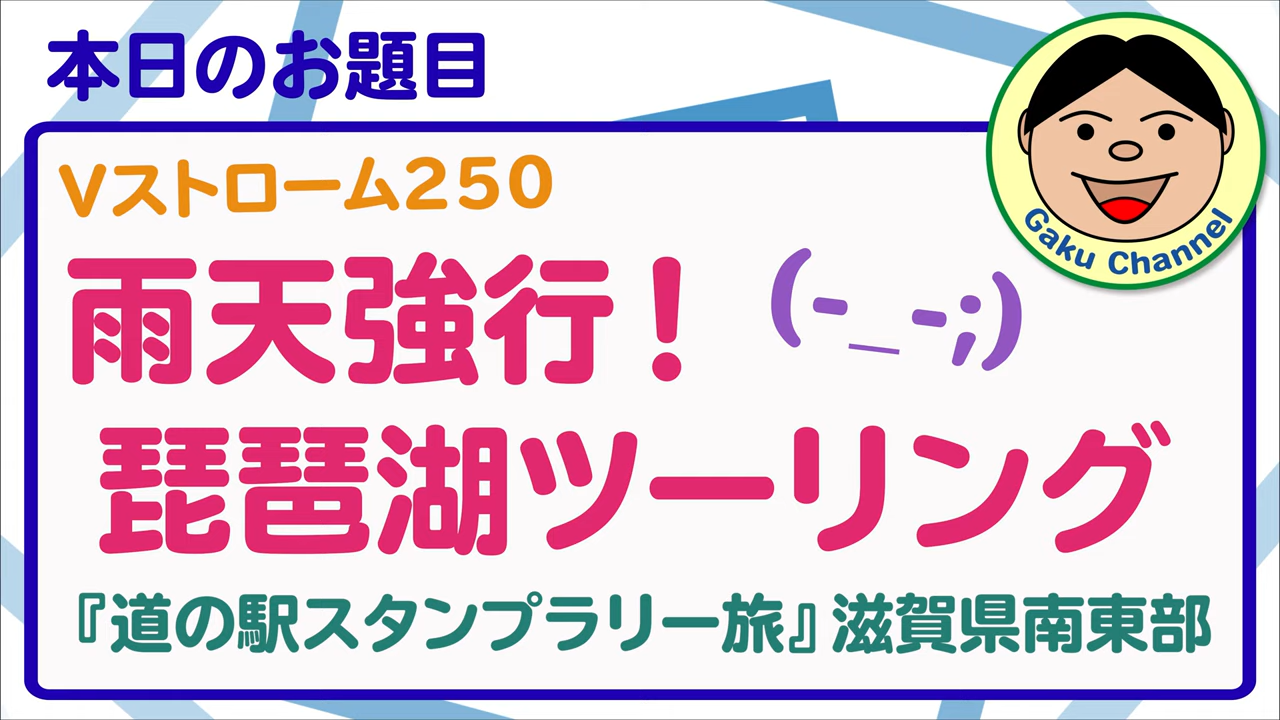 本日のお題目
Vストローム250
雨天強行！ (-_-;)
琵琶湖ツーリング
『道の駅スタンプラリー旅』滋賀県南東部
Gaku Channel